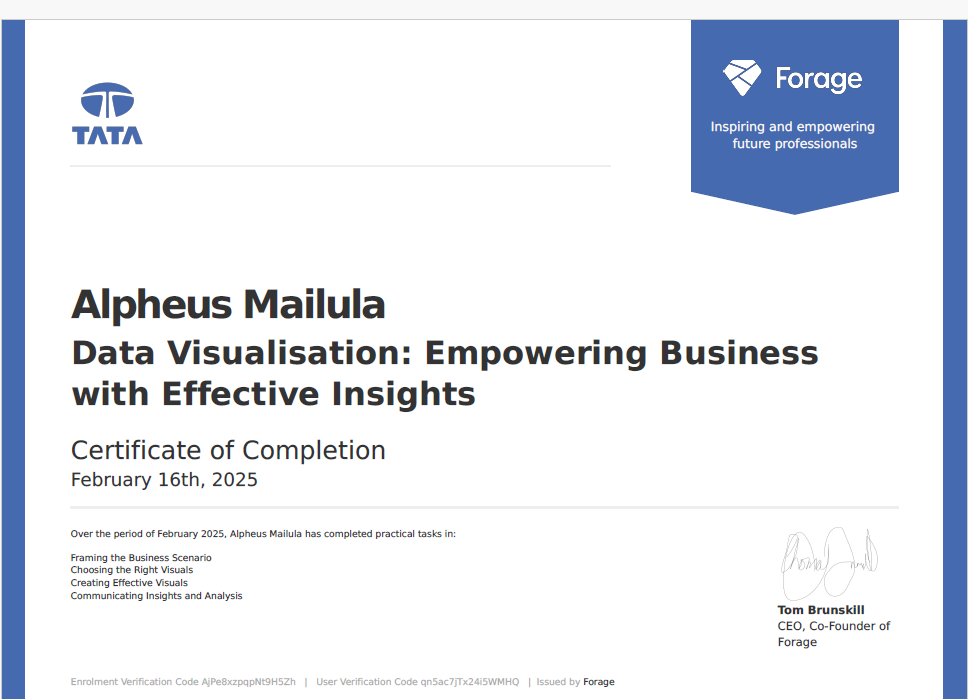 TATA
Forage
Inspiring and empowering
future professionals
Alpheus Mailula
Data Visualisation: Empowering Business
with Effective Insights
Certificate of Completion
February 16th, 2025
Over the period of February 2025, Alpheus Mailula has completed practical tasks in:
Framing the Business Scenario
Choosing the Right Visuals
Creating Effective Visuals
Communicating Insights and Analysis
Tom Brunskill
CEO, Co-Founder of
Forage
Enrolment Verification Code AjPe8xzpqpNt9H5Zh | User Verification Code qn5ac7jTx24i5WMHQ | Issued by Forage